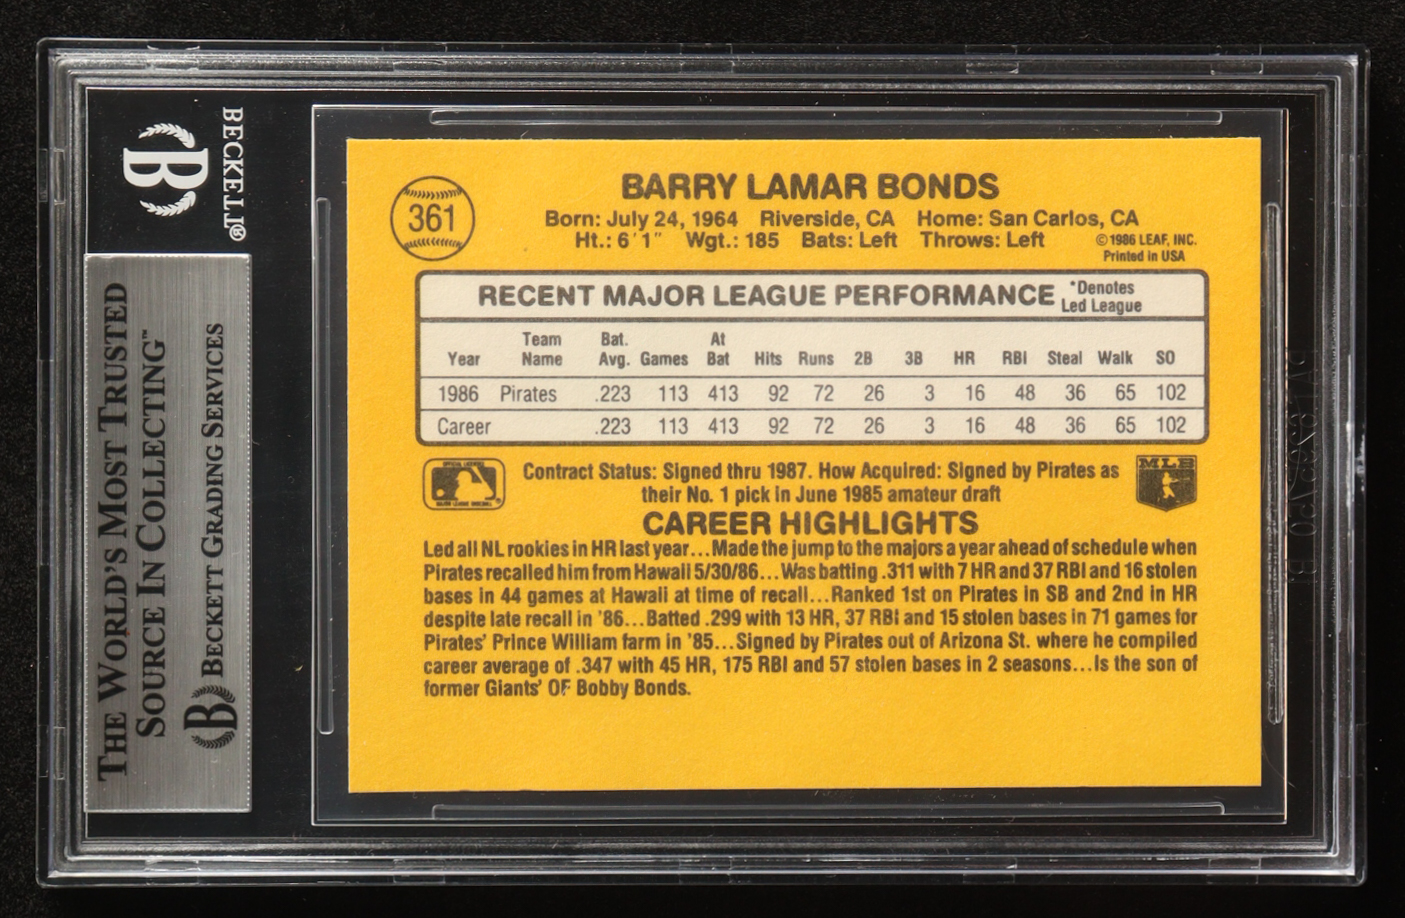 BECKETT®
B
THE WORLD'S MOST TRUSTED
SOURCE IN COLLECTING™
B BECKETT GRADING SERVICES
361
BARRY LAMAR BONDS
Born: July 24, 1964 Riverside, CA Home: San Carlos, CA
Ht.: 6'1" Wgt.: 185 Bats: Left Throws: Left
©1986 LEAF, INC.
Printed in USA
RECENT MAJOR LEAGUE PERFORMANCE *Denotes
Led League
Team Bat. At
Year Name Avg. Games Bat Hits Runs 2B 3B HR RBI Steal Walk SO
1986 Pirates .223 113 413 92 72 26 3 16 48 36 65 102
Career .223 113 413 92 72 26 3 16 48 36 65 102
Contract Status: Signed thru 1987. How Acquired: Signed by Pirates as
their No. 1 pick in June 1985 amateur draft
MLB
CAREER HIGHLIGHTS
Led all NL rookies in HR last year...Made the jump to the majors a year ahead of schedule when
Pirates recalled him from Hawaii 5/30/86...Was batting .311 with 7 HR and 37 RBI and 16 stolen
bases in 44 games at Hawaii at time of recall...Ranked 1st on Pirates in SB and 2nd in HR
despite late recall in '86...Batted .299 with 13 HR, 37 RBI and 15 stolen bases in 71 games for
Pirates' Prince William farm in '85...Signed by Pirates out of Arizona St. where he compiled
career average of .347 with 45 HR, 175 RBI and 57 stolen bases in 2 seasons...Is the son of
former Giants' OF Bobby Bonds.